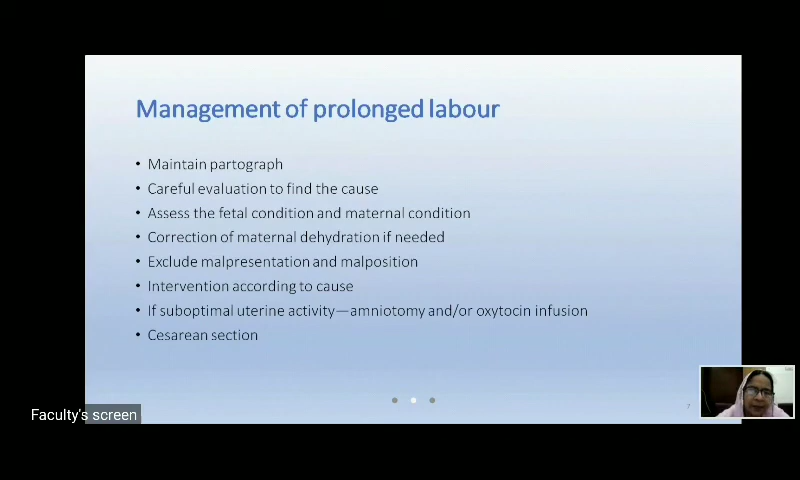 Management of prolonged labour
• Maintain partograph
• Careful evaluation to find the cause
• Assess the fetal condition and maternal condition
• Correction of maternal dehydration if needed
• Exclude malpresentation and malposition
• Intervention according to cause
• If suboptimal uterine activity—amniotomy and/or oxytocin infusion
• Cesarean section
7
Faculty's screen